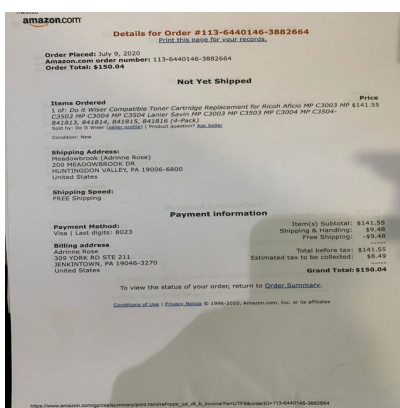 amazon.com
Details for Order #113-6440146-3882664
Print this page for your records.
Order Placed: July 9, 2020
Amazon.com order number: 113-6440146-3882664
Order Total: $150.04
Not Yet Shipped
Items Ordered Price
1 of: Do it Wiser Compatible Toner Cartridge Replacement for Ricoh Aficio MP C3003 MP $141.55
C3503 MP C3004 MP C3504 Lanier Savin MP C3003 MP C3503 MP C3004 MP C3504-
841813, 841814, 841815, 841816 (4-Pack)
Sold by: Do It Wiser (seller profile) | Product question? Ask Seller
Condition: New
Shipping Address:
Meadowbrook (Adrinne Rose)
200 MEADOWBROOK DR
HUNTINGDON VALLEY, PA 19006-6800
United States
Shipping Speed:
FREE Shipping
Payment information
Payment Method:
Visa | Last digits: 8023
Billing address
Adrinne Rose
309 YORK RD STE 211
JENKINTOWN, PA 19046-3270
United States
Item(s) Subtotal: $141.55
Shipping & Handling: $9.48
Free Shipping: -$9.48
-----
Total before tax: $141.55
Estimated tax to be collected: $8.49
-----
Grand Total: $150.04
To view the status of your order, return to Order Summary.
Conditions of Use | Privacy Notice © 1996-2020, Amazon.com, Inc. or its affiliates